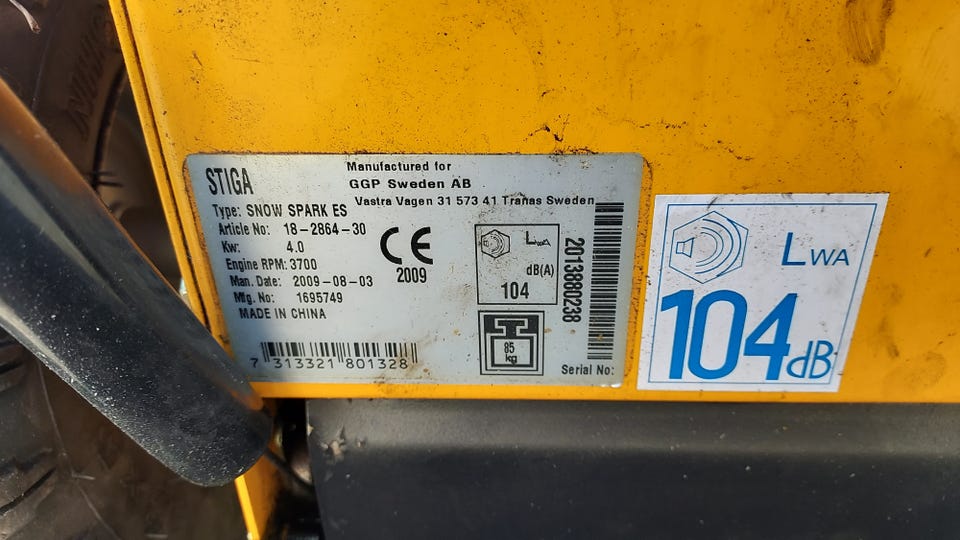 STIGA
Manufactured for
GGP Sweden AB
Vastra Vagen 31 573 41 Tranas Sweden
Type: SNOW SPARK ES
Article No: 18-2864-30
Kw: 4.0
Engine RPM: 3700
Man. Date: 2009-08-03
Mfg. No: 1695749
MADE IN CHINA
7 313321 801328
CE
2009
LWA
dB(A)
104
85
kg
2013880238
Serial No:
LWA
104dB